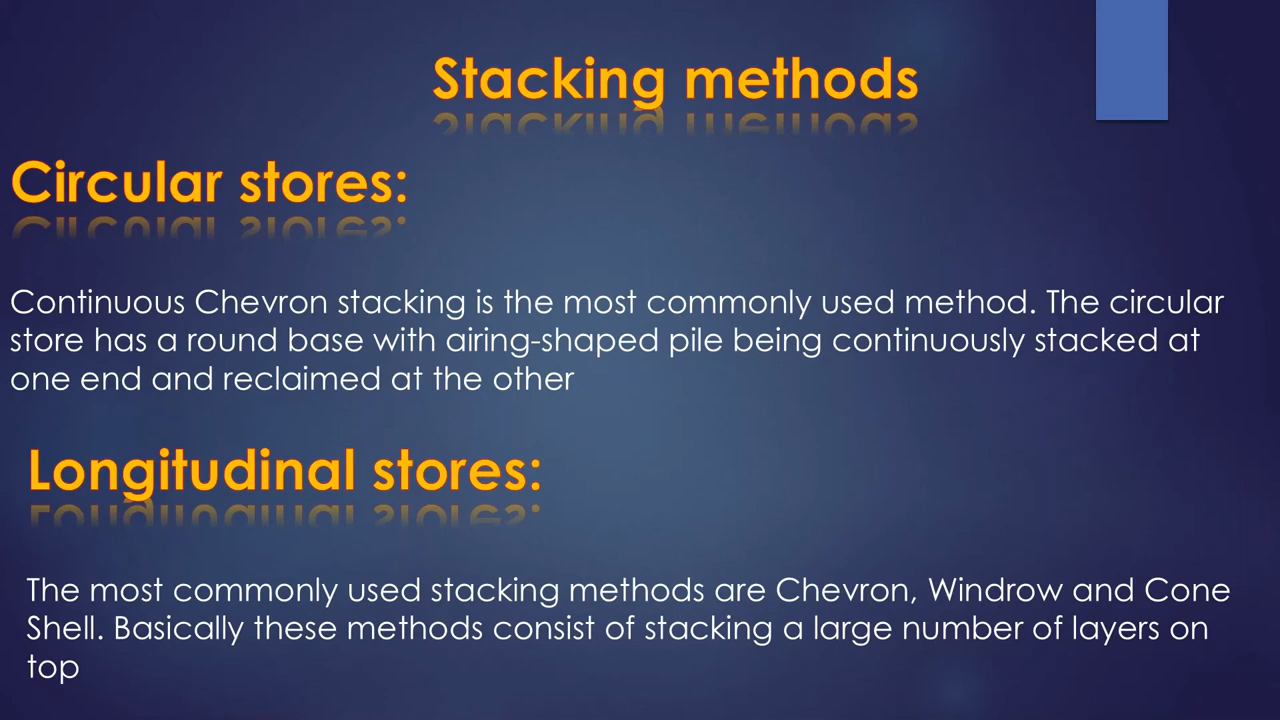 Stacking methods
Circular stores:
Continuous Chevron stacking is the most commonly used method. The circular
store has a round base with airing-shaped pile being continuously stacked at
one end and reclaimed at the other
Longitudinal stores:
The most commonly used stacking methods are Chevron, Windrow and Cone
Shell. Basically these methods consist of stacking a large number of layers on
top